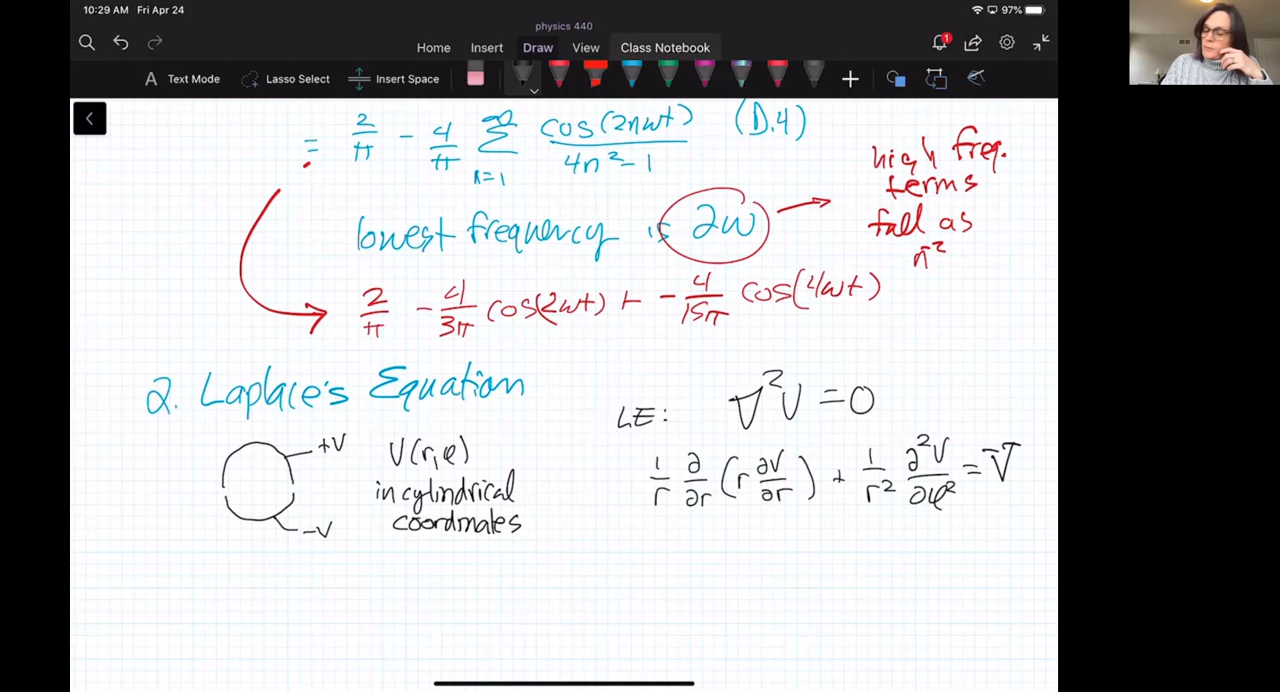 10:29 AM Fri Apr 24
97%
physics 440
Home Insert Draw View Class Notebook
1
Text Mode Lasso Select Insert Space
= 2/π - 4/π ∑_{n=1}^{∞} cos(2nωt)/(4n²-1) (D.4)
high freq.
terms
fall as
n⁻²
lowest frequency is 2ω
2/π - 4/3π cos(2ωt) + - 4/15π cos(4ωt)
2. Laplace's Equation
LE: ∇²V = 0
+V
V(r,φ)
in cylindrical
coordinates
-V
1/r ∂/∂r (r ∂V/∂r) + 1/r² ∂²V/∂φ² =